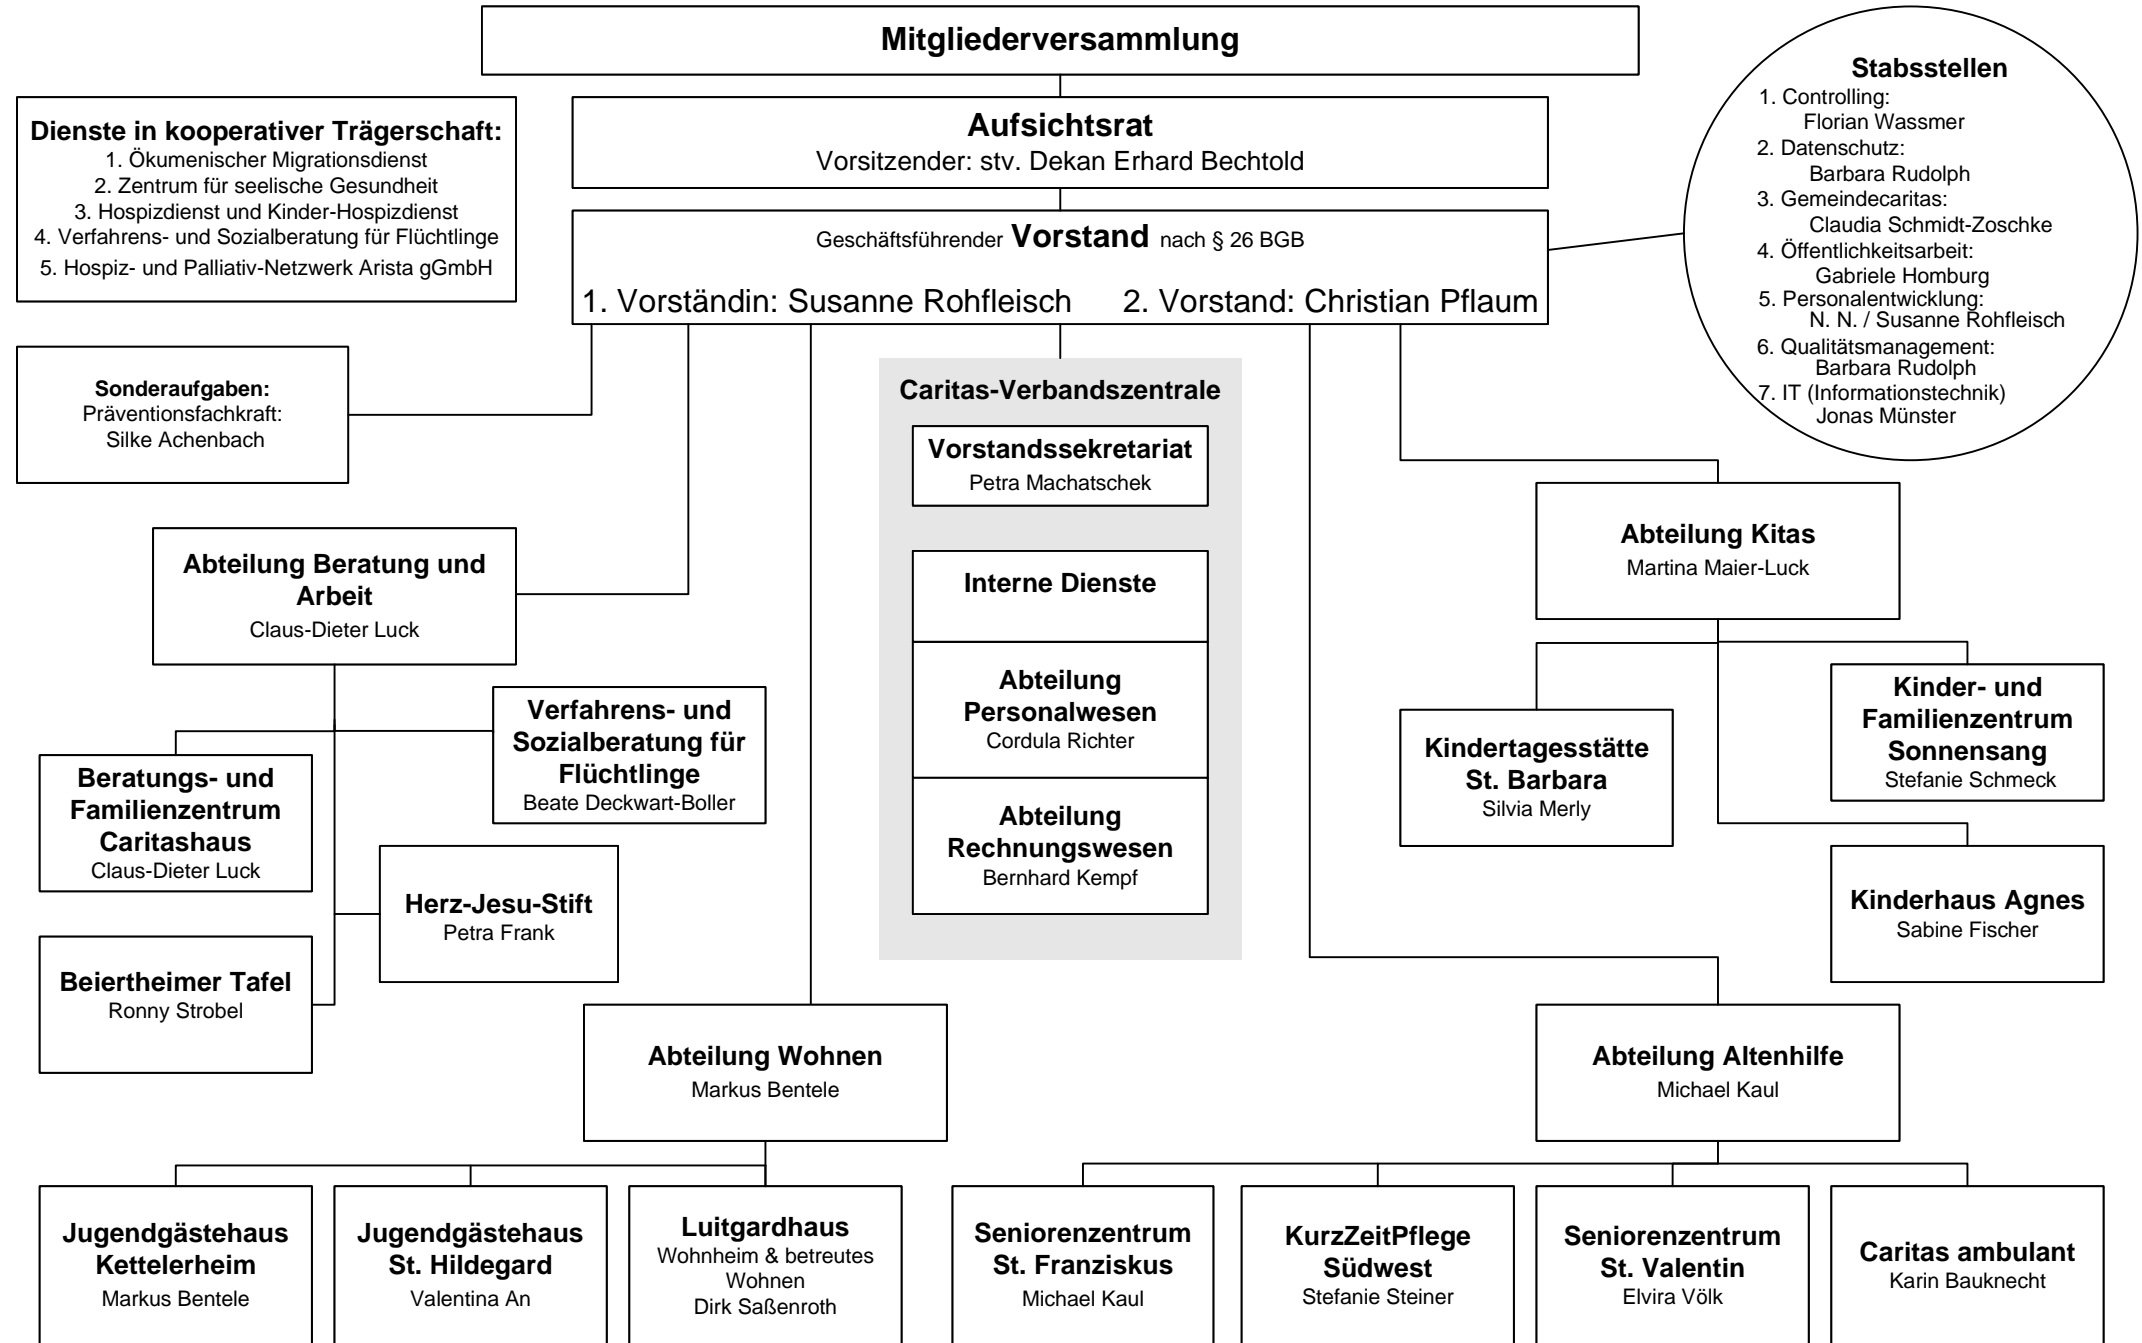 Mitgliederversammlung
Dienste in kooperativer Trägerschaft:
1. Ökumenischer Migrationsdienst
2. Zentrum für seelische Gesundheit
3. Hospizdienst und Kinder-Hospizdienst
4. Verfahrens- und Sozialberatung für Flüchtlinge
5. Hospiz- und Palliativ-Netzwerk Arista gGmbH
Aufsichtsrat
Vorsitzender: stv. Dekan Erhard Bechtold
Geschäftsführender Vorstand nach § 26 BGB
1. Vorständin: Susanne Rohfleisch 2. Vorstand: Christian Pflaum
Stabsstellen
1. Controlling:
Florian Wassmer
2. Datenschutz:
Barbara Rudolph
3. Gemeindecaritas:
Claudia Schmidt-Zoschke
4. Öffentlichkeitsarbeit:
Gabriele Homburg
5. Personalentwicklung:
N. N. / Susanne Rohfleisch
6. Qualitätsmanagement:
Barbara Rudolph
7. IT (Informationstechnik)
Jonas Münster
Sonderaufgaben:
Präventionsfachkraft:
Silke Achenbach
Caritas-Verbandszentrale
Vorstandssekretariat
Petra Machatschek
Interne Dienste
Abteilung
Personalwesen
Cordula Richter
Abteilung
Rechnungswesen
Bernhard Kempf
Abteilung Beratung und
Arbeit
Claus-Dieter Luck
Verfahrens- und
Sozialberatung für
Flüchtlinge
Beate Deckwart-Boller
Beratungs- und
Familienzentrum
Caritashaus
Claus-Dieter Luck
Herz-Jesu-Stift
Petra Frank
Beiertheimer Tafel
Ronny Strobel
Abteilung Kitas
Martina Maier-Luck
Kindertagesstätte
St. Barbara
Silvia Merly
Kinder- und
Familienzentrum
Sonnensang
Stefanie Schmeck
Kinderhaus Agnes
Sabine Fischer
Abteilung Wohnen
Markus Bentele
Jugendgästehaus
Kettelerheim
Markus Bentele
Jugendgästehaus
St. Hildegard
Valentina An
Luitgardhaus
Wohnheim & betreutes
Wohnen
Dirk Saßenroth
Abteilung Altenhilfe
Michael Kaul
Seniorenzentrum
St. Franziskus
Michael Kaul
KurzZeitPflege
Südwest
Stefanie Steiner
Seniorenzentrum
St. Valentin
Elvira Völk
Caritas ambulant
Karin Bauknecht